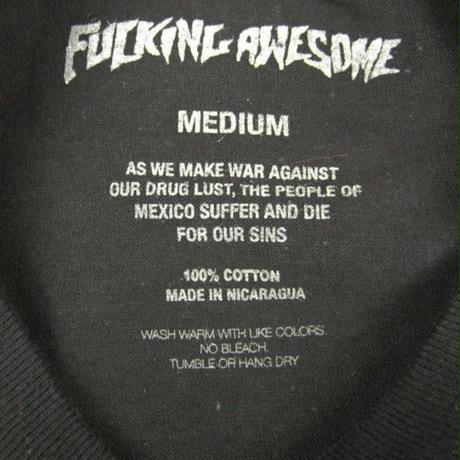 FUCKING AWESOME
MEDIUM
AS WE MAKE WAR AGAINST
OUR DRUG LUST, THE PEOPLE OF
MEXICO SUFFER AND DIE
FOR OUR SINS
100% COTTON
MADE IN NICARAGUA
WASH WARM WITH LIKE COLORS.
NO BLEACH.
TUMBLE OR HANG DRY